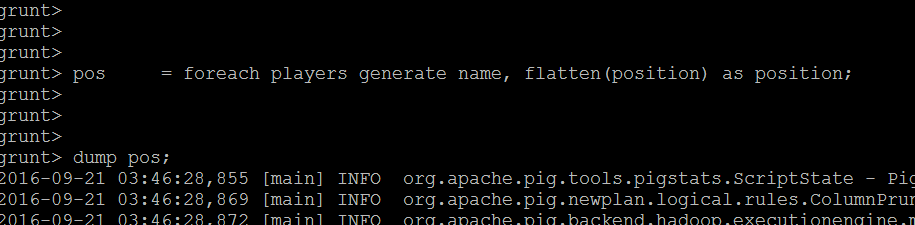 grunt>
grunt>
grunt>
grunt> pos     = foreach players generate name, flatten(position) as position;
grunt>
grunt>
grunt>
grunt> dump pos;
2016-09-21 03:46:28,855 [main] INFO  org.apache.pig.tools.pigstats.ScriptState - Pig
2016-09-21 03:46:28,869 [main] INFO  org.apache.pig.newplan.logical.rules.ColumnPrun
2016-09-21 03:46:28,872 [main] INFO  org.apache.pig.backend.hadoop.executionengine.m